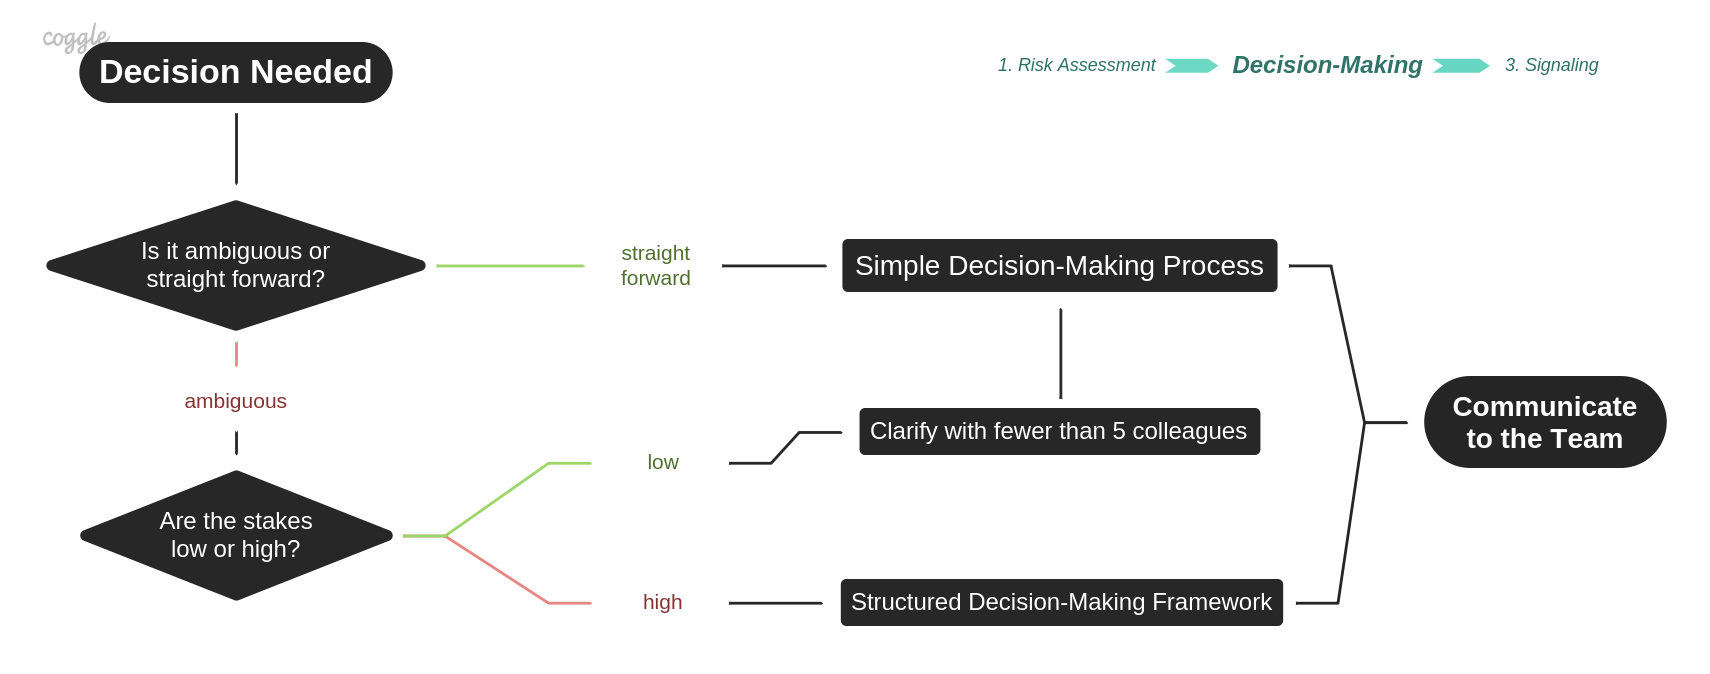 coggle
Decision Needed
1. Risk Assessment
Decision-Making
3. Signaling
Is it ambiguous or
straight forward?
straight
forward
Simple Decision-Making Process
ambiguous
Communicate
to the Team
Clarify with fewer than 5 colleagues
low
Are the stakes
low or high?
high
Structured Decision-Making Framework